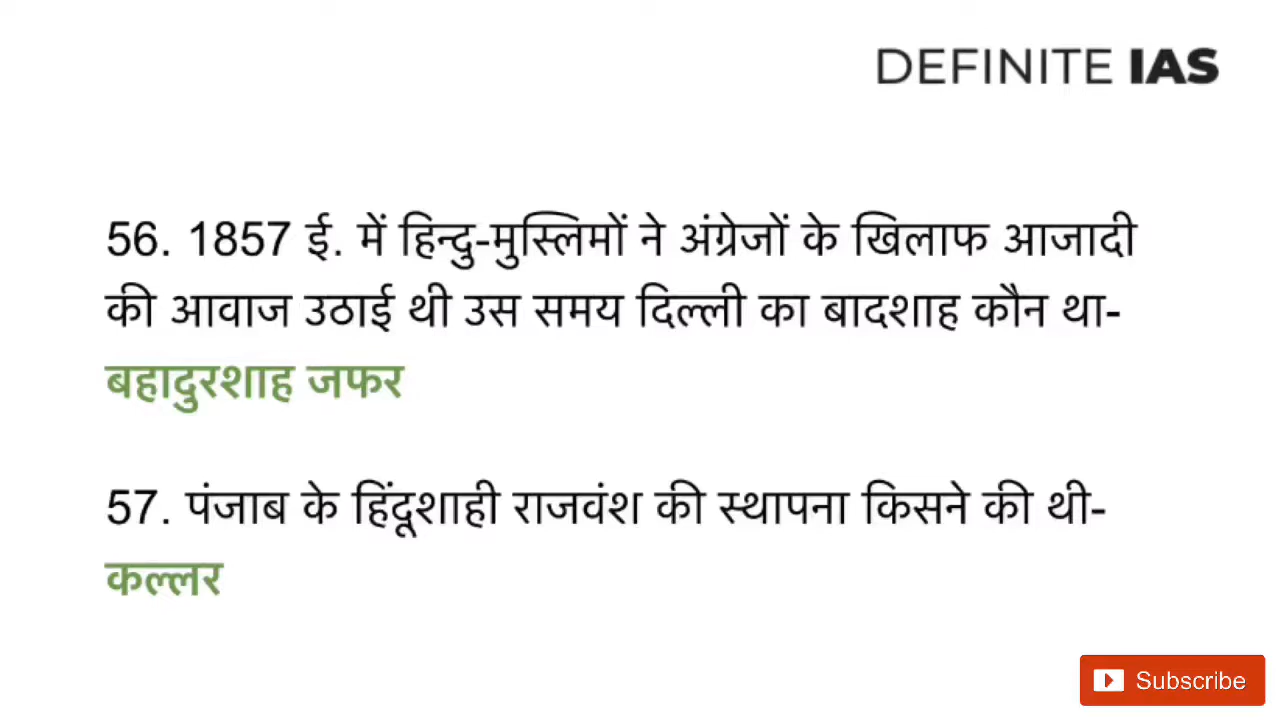 DEFINITE IAS
56. 1857 ई. में हिन्दु-मुस्लिमों ने अंग्रेजों के खिलाफ आजादी
की आवाज उठाई थी उस समय दिल्ली का बादशाह कौन था-
बहादुरशाह जफर
57. पंजाब के हिंदूशाही राजवंश की स्थापना किसने की थी-
कल्लर
Subscribe